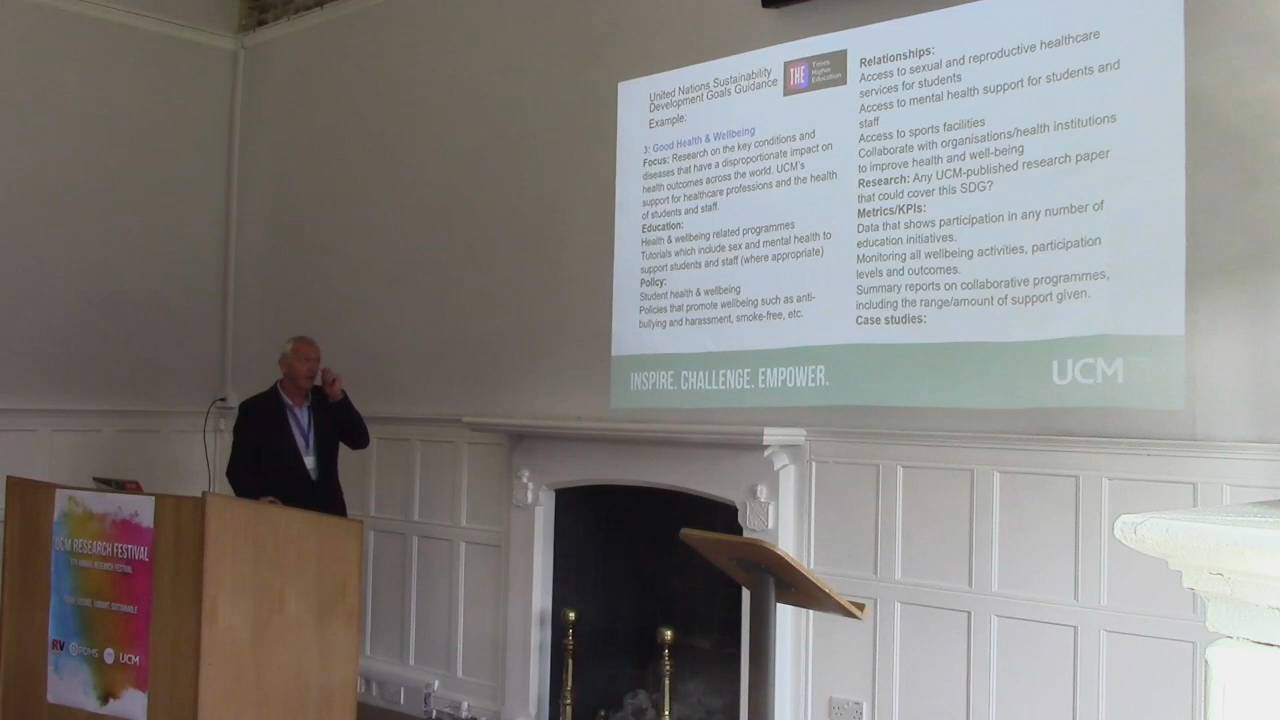 United Nations Sustainability
Development Goals Guidance
Example:
THE
Times
Higher
Education
3: Good Health & Wellbeing
Focus: Research on the key conditions and
diseases that have a disproportionate impact on
health outcomes across the world. UCM's
support for healthcare professions and the health
of students and staff.
Education:
Health & wellbeing related programmes
Tutorials which include sex and mental health to
support students and staff (where appropriate)
Policy:
Student health & wellbeing
Policies that promote wellbeing such as anti-
bullying and harassment, smoke-free, etc.
Relationships:
Access to sexual and reproductive healthcare
services for students
Access to mental health support for students and
staff
Access to sports facilities
Collaborate with organisations/health institutions
to improve health and well-being
Research: Any UCM-published research paper
that could cover this SDG?
Metrics/KPIs:
Data that shows participation in any number of
education initiatives.
Monitoring all wellbeing activities, participation
levels and outcomes.
Summary reports on collaborative programmes,
including the range/amount of support given.
Case studies:
INSPIRE. CHALLENGE. EMPOWER.
UCM
UCM RESEARCH FESTIVAL
ANNUAL RESEARCH FESTIVAL
VIBRANT, SUSTAINABLE
RV PDMS UCM